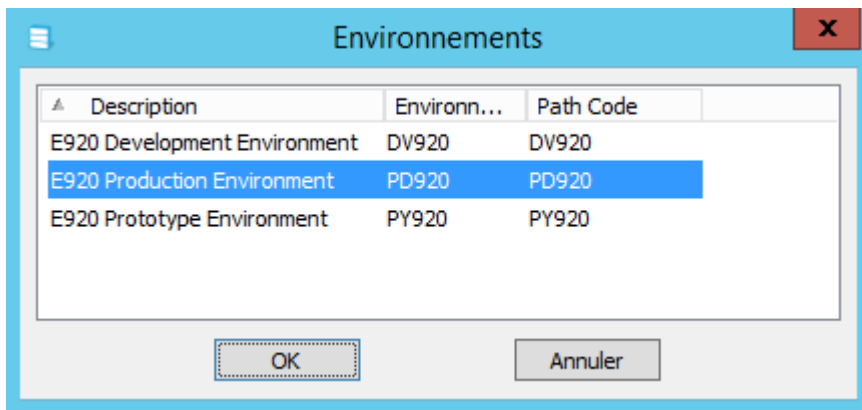 Environnements
x
Description Environn... Path Code
E920 Development Environment DV920 DV920
E920 Production Environment PD920 PD920
E920 Prototype Environment PY920 PY920
OK Annuler